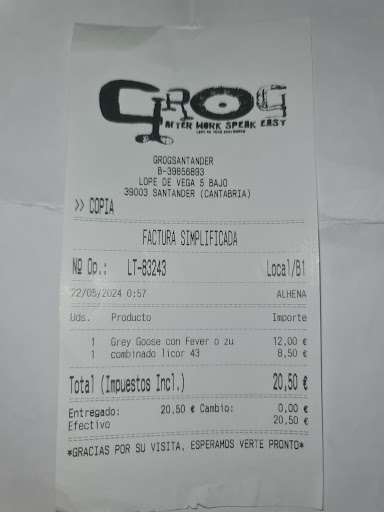 GROG
AFTER WORK SPEAK EASY
GROGSANTANDER
B-39856893
LOPE DE VEGA 5 BAJO
39003 SANTANDER (CANTABRIA)
>> COPIA
FACTURA SIMPLIFICADA
Nº Op.: LT-83243 Local/B1
22/05/2024 0:57 ALHENA
Uds. Producto Importe
1 Grey Goose con Fever o zu 12,00 €
1 combinado licor 43 8,50 €
Total (Impuestos Incl.) 20,50 €
Entregado: 20,50 € Cambio: 0,00 €
Efectivo 20,50 €
*GRACIAS POR SU VISITA, ESPERAMOS VERTE PRONTO*